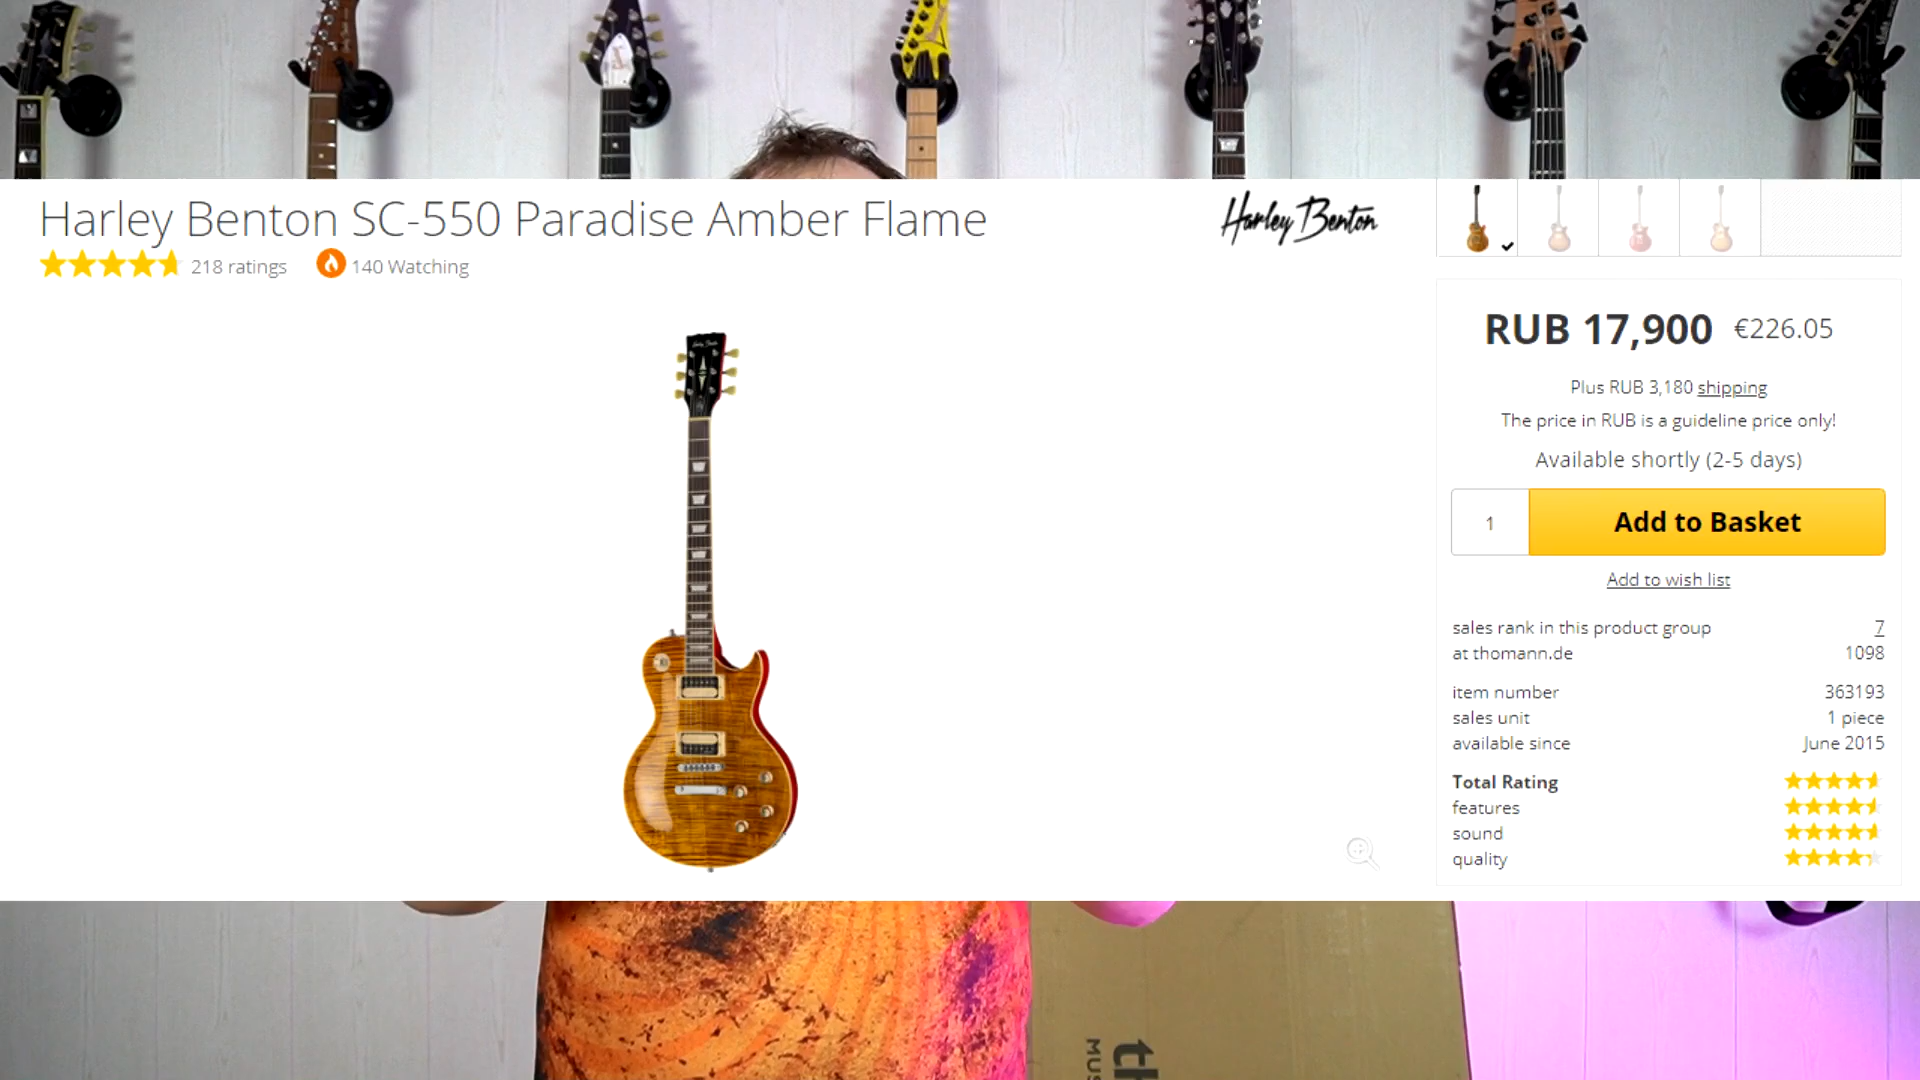 Harley Benton SC-550 Paradise Amber Flame
218 ratings
140 Watching
Harley Benton
RUB 17,900 €226.05
Plus RUB 3,180 shipping
The price in RUB is a guideline price only!
Available shortly (2-5 days)
1
Add to Basket
Add to wish list
sales rank in this product group 7
at thomann.de 1098
item number 363193
sales unit 1 piece
available since June 2015
Total Rating
features
sound
quality
th
MUS